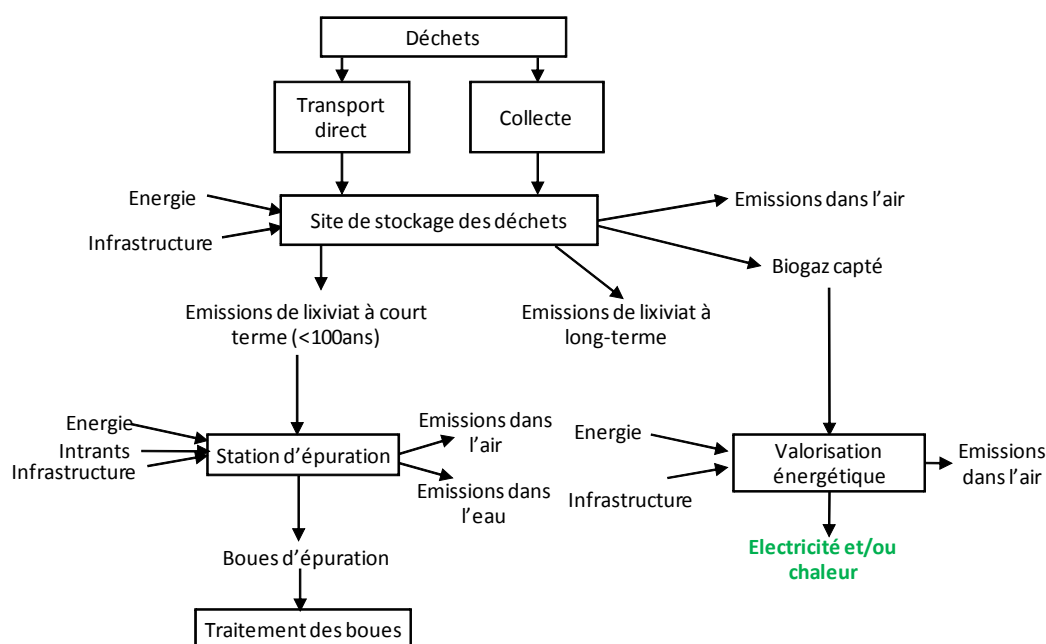 Déchets
Transport
direct
Collecte
Energie
Infrastructure
Site de stockage des déchets
Emissions dans l'air
Biogaz capté
Emissions de lixiviat à court
terme (<100ans)
Emissions de lixiviat à
long-terme
Energie
Intrants
Infrastructure
Station d'épuration
Emissions dans
l'air
Emissions dans
l'eau
Energie
Infrastructure
Valorisation
énergétique
Emissions
dans l'air
Electricité et/ou
chaleur
Boues d'épuration
Traitement des boues